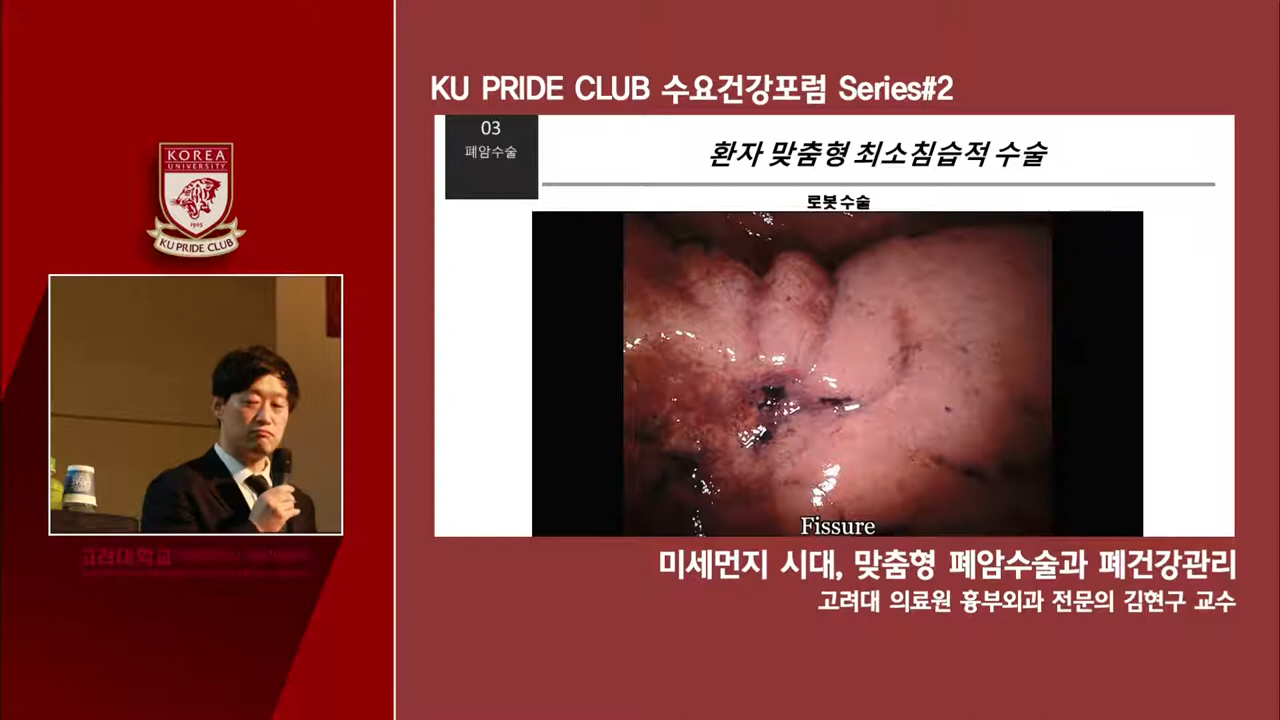 KU PRIDE CLUB 수요건강포럼 Series#2
KOREA
UNIVERSITY
1905
KU PRIDE CLUB
03
폐암수술
환자 맞춤형 최소침습적 수술
로봇 수술
Fissure
고려대학교
미세먼지 시대, 맞춤형 폐암수술과 폐건강관리
고려대 의료원 흉부외과 전문의 김현구 교수